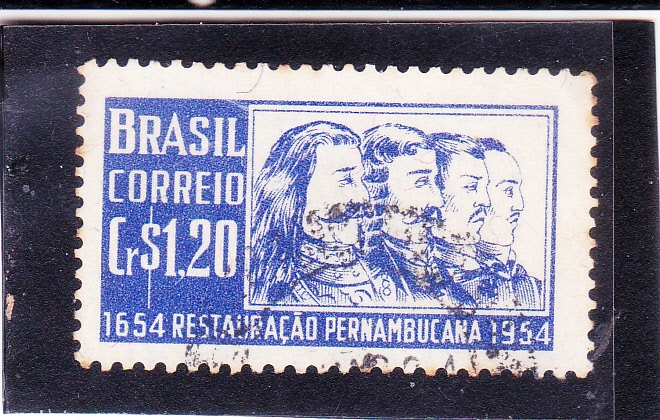 BRASIL
CORREIO
Cr$1,20
1654 RESTAURAÇÃO PERNAMBUCANA 1954